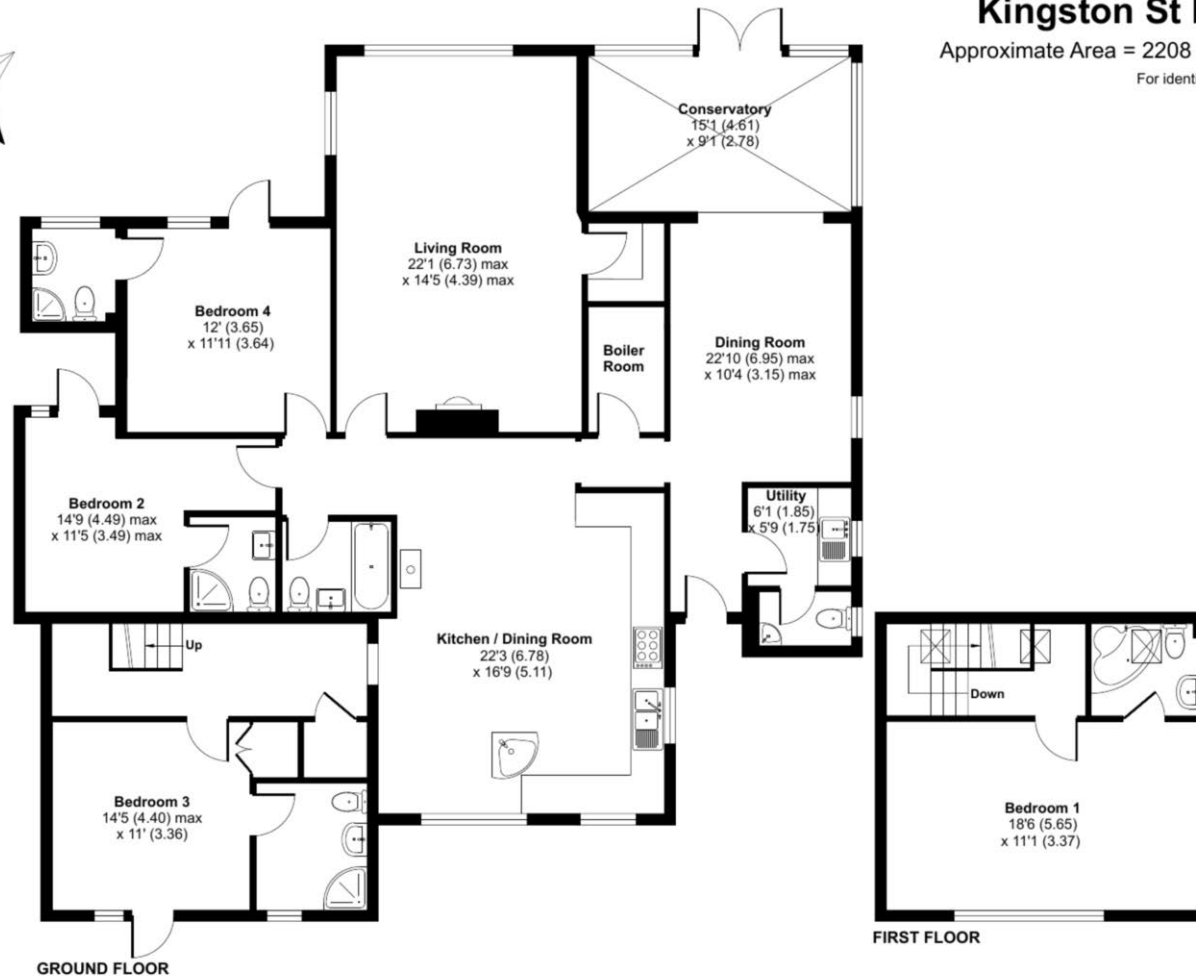 Kingston St
Approximate Area = 2208
For
Conservatory
15'1 (4.61)
x 9'1 (2.78)
Living Room
22'1 (6.73) max
x 14'5 (4.39) max
Bedroom 4
12' (3.65)
x 11'11 (3.64)
Boiler
Room
Dining Room
22'10 (6.95) max
x 10'4 (3.15) max
Bedroom 2
14'9 (4.49) max
x 11'5 (3.49) max
Utility
6'1 (1.85)
x 5'9 (1.75)
Kitchen / Dining Room
22'3 (6.78)
x 16'9 (5.11)
Up
Down
Bedroom 3
14'5 (4.40) max
x 11' (3.36)
Bedroom 1
18'6 (5.65)
x 11'1 (3.37)
FIRST FLOOR
GROUND FLOOR